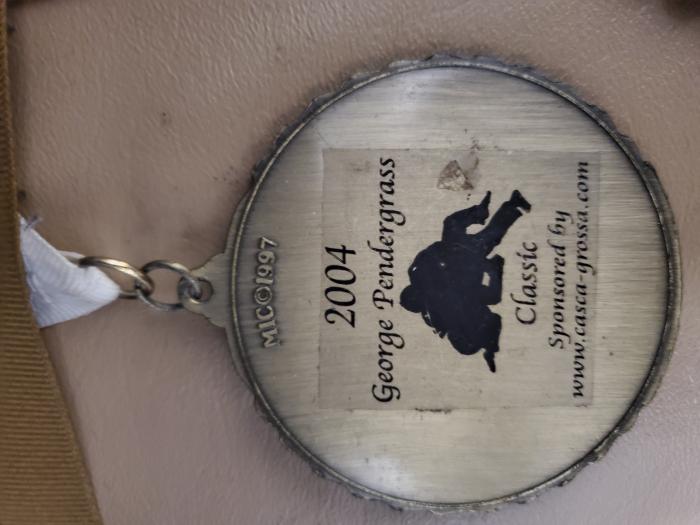 MIC©1997
2004
George Pendergrass
Classic
Sponsored by
www.casca-grossa.com